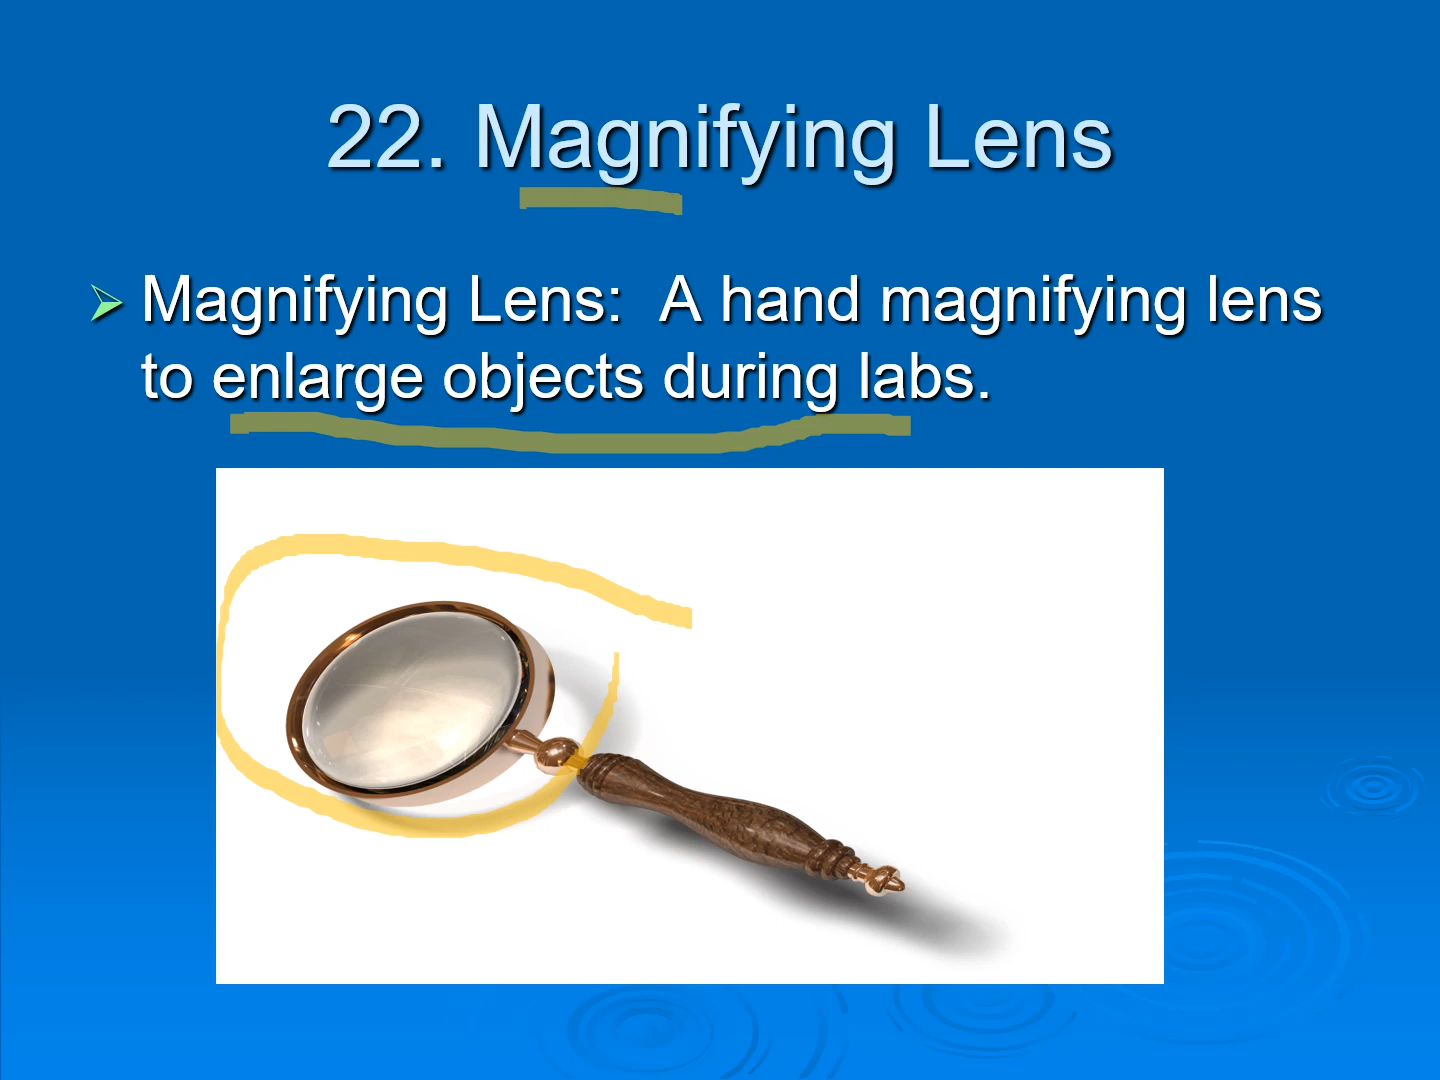 22. Magnifying Lens
Magnifying Lens: A hand magnifying lens
to enlarge objects during labs.